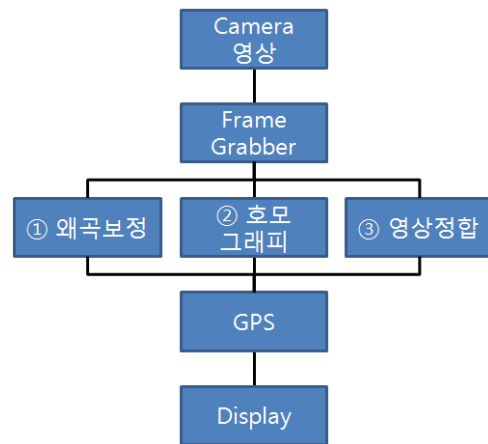 Camera
영상
Frame
Grabber
① 왜곡보정
② 호모
그래피
③ 영상정합
GPS
Display